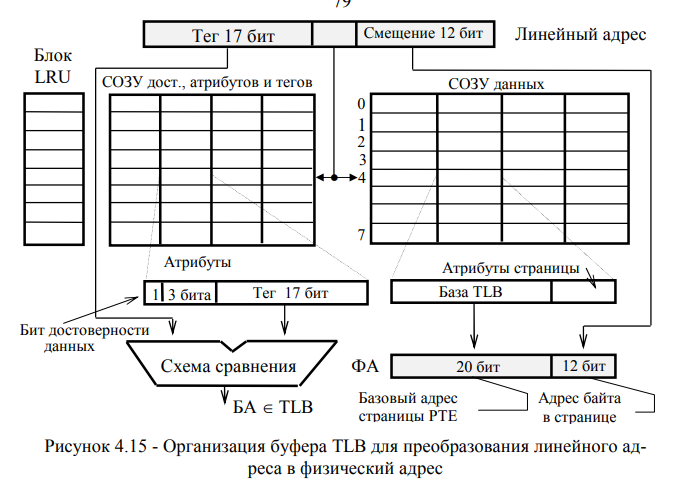 79
Тег 17 бит
Смещение 12 бит
Линейный адрес
Блок
LRU
СОЗУ дост., атрибутов и тегов
СОЗУ данных
0
1
2
3
4
7
Атрибуты
Атрибуты страницы
1
3 бита
Тег 17 бит
База TLB
Бит достоверности
данных
Схема сравнения
ФА
20 бит
12 бит
БА ∈ TLB
Базовый адрес
страницы PTE
Адрес байта
в странице
Рисунок 4.15 - Организация буфера TLB для преобразования линейного ад-
реса в физический адрес